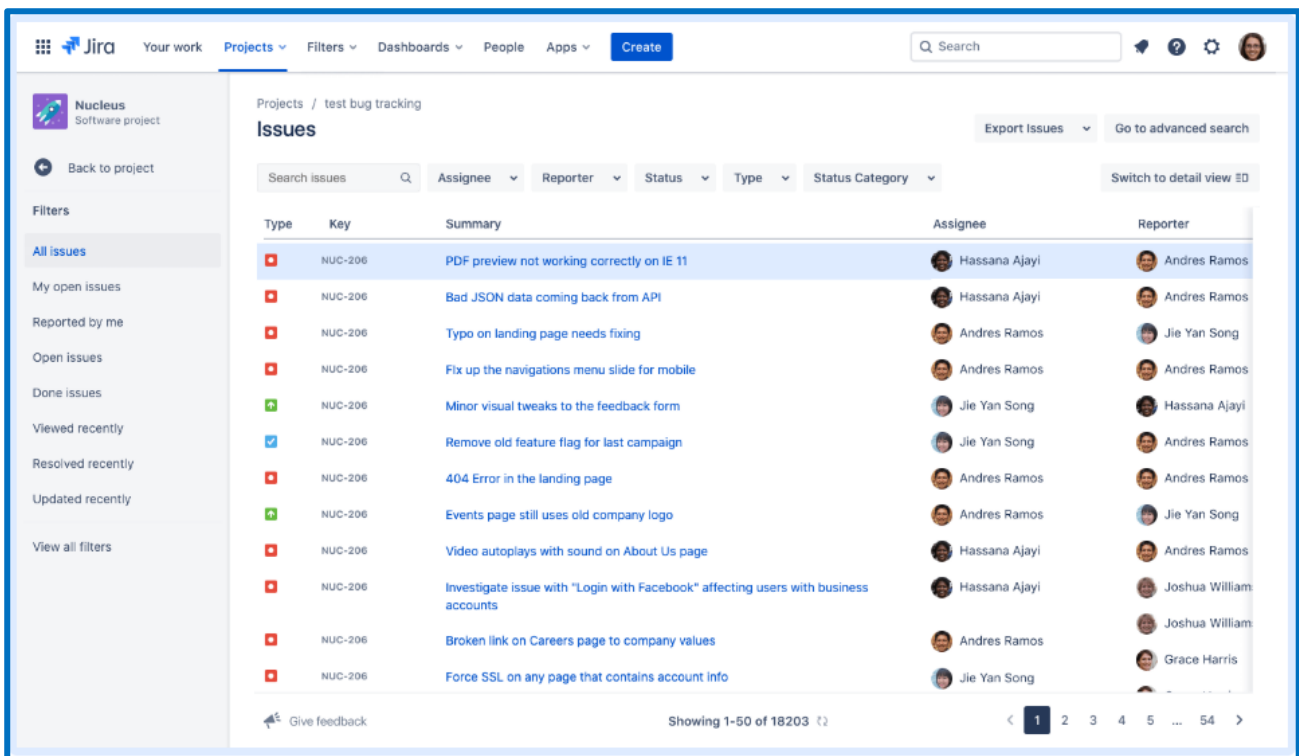 Jira Your work Projects Filters Dashboards People Apps Create Search
Nucleus
Software project
Back to project
Filters
All issues
My open issues
Reported by me
Open issues
Done issues
Viewed recently
Resolved recently
Updated recently
View all filters
Projects / test bug tracking
Issues
Export Issues Go to advanced search
Search issues Assignee Reporter Status Type Status Category Switch to detail view
Type Key Summary Assignee Reporter
NUC-206 PDF preview not working correctly on IE 11 Hassana Ajayi Andres Ramos
NUC-206 Bad JSON data coming back from API Hassana Ajayi Andres Ramos
NUC-206 Typo on landing page needs fixing Andres Ramos Jie Yan Song
NUC-206 FIx up the navigations menu slide for mobile Andres Ramos Andres Ramos
NUC-206 Minor visual tweaks to the feedback form Jie Yan Song Hassana Ajayi
NUC-206 Remove old feature flag for last campaign Jie Yan Song Andres Ramos
NUC-206 404 Error in the landing page Andres Ramos Andres Ramos
NUC-206 Events page still uses old company logo Andres Ramos Jie Yan Song
NUC-206 Video autoplays with sound on About Us page Hassana Ajayi Andres Ramos
NUC-206 Investigate issue with "Login with Facebook" affecting users with business Hassana Ajayi Joshua William
accounts
Joshua William
NUC-206 Broken link on Careers page to company values Andres Ramos
Grace Harris
NUC-206 Force SSL on any page that contains account info Jie Yan Song
Give feedback Showing 1-50 of 18203 1 2 3 4 5 ... 54